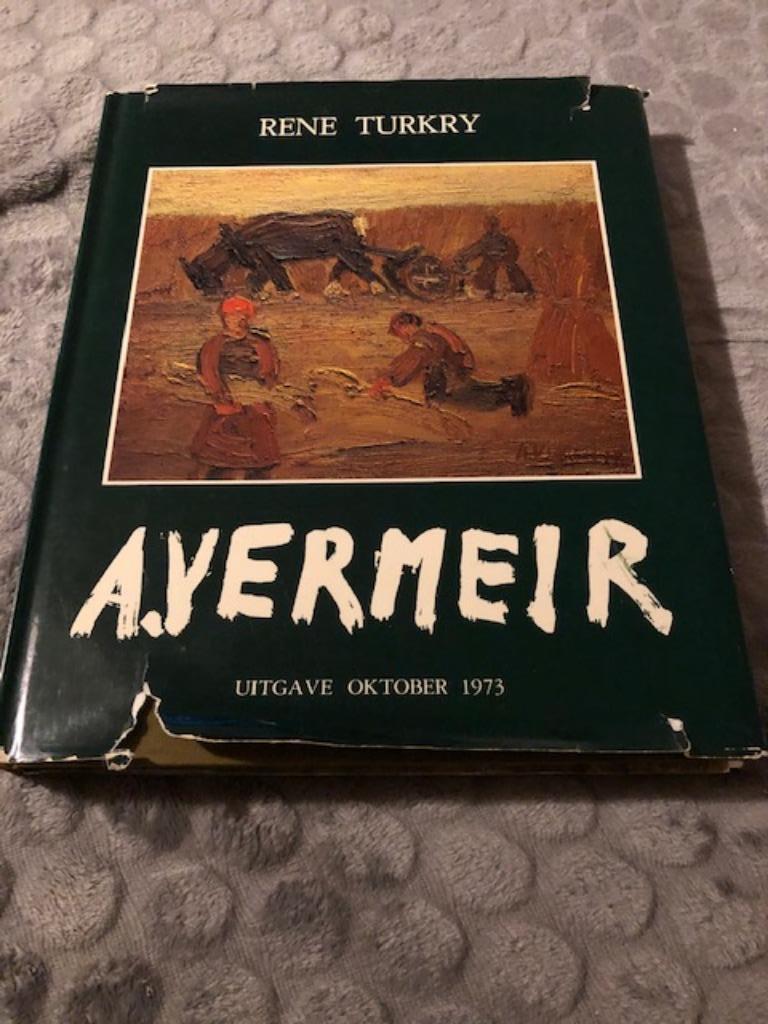 RENE TURKRY
A.VERMEIR
UITGAVE OKTOBER 1973